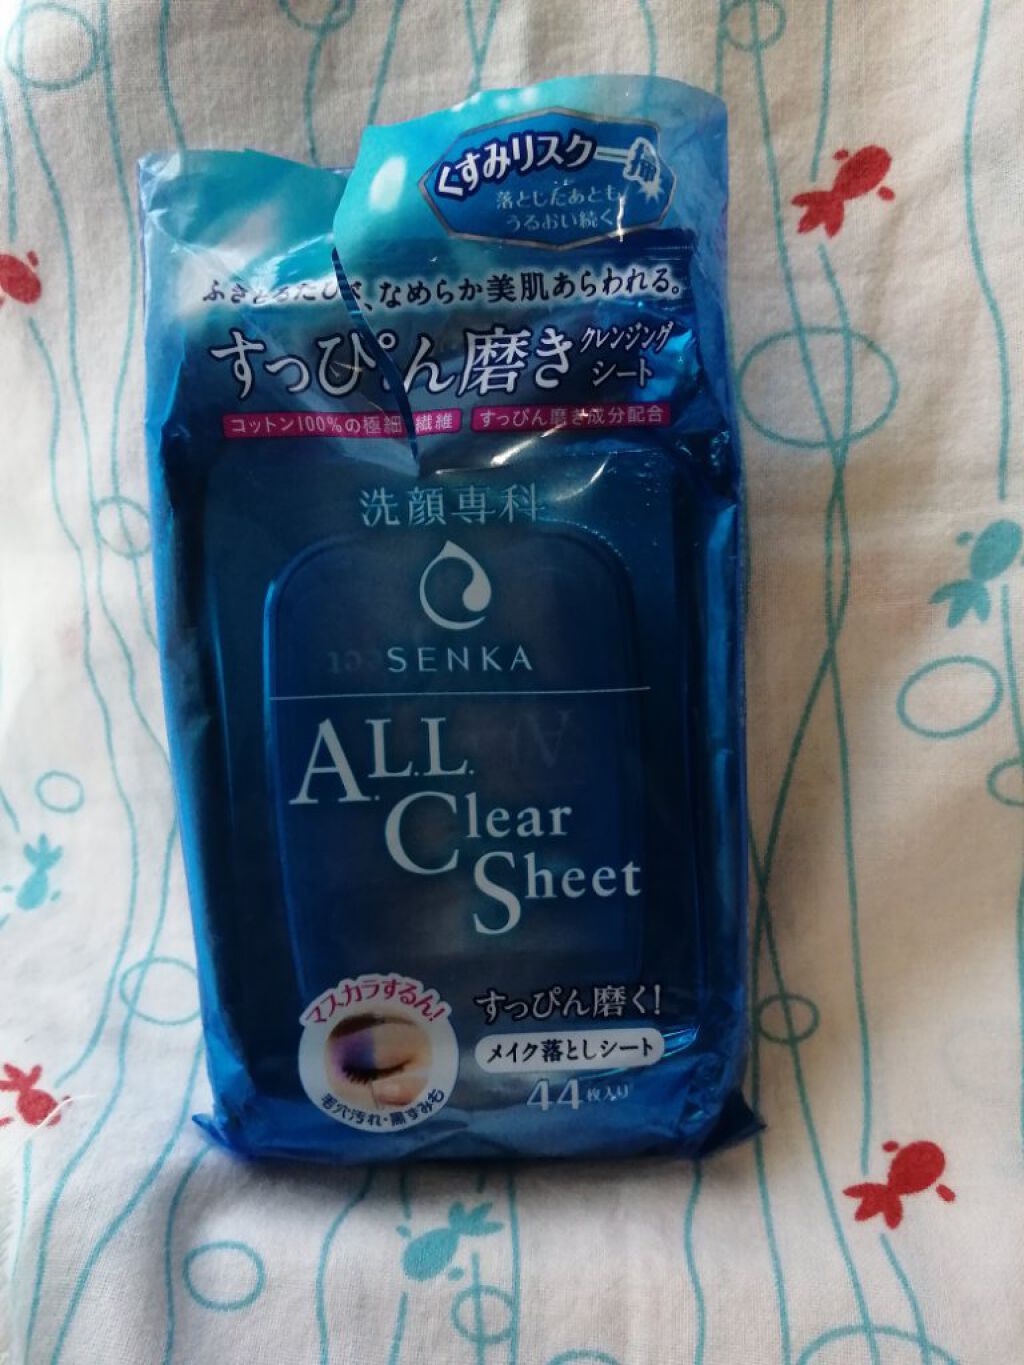 くすみリスク
落としたあとも
うるおい続く
ふきとるたびに、なめらか美肌あらわれる。
すっぴん磨き
クレンジング
シート
コットン100%の極細繊維
すっぴん磨き成分配合
洗顔専科
SENKA
A.L.L.
Clear
Sheet
マスカラするん!
毛穴汚れ・黒ずみも
すっぴん磨く!
メイク落としシート
44枚入り